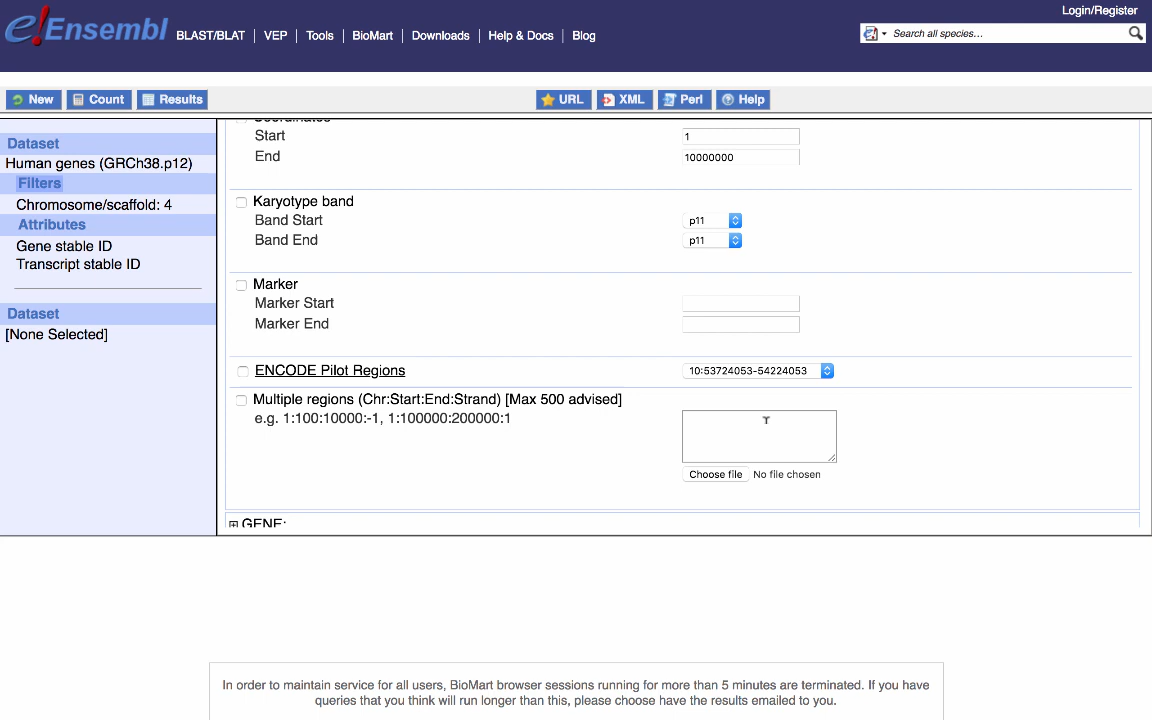 Login/Register
e!Ensembl
BLAST/BLAT | VEP | Tools | BioMart | Downloads | Help & Docs | Blog
Search all species...
New Count Results
URL XML Perl Help
Dataset
Human genes (GRCh38.p12)
Filters
Chromosome/scaffold: 4
Attributes
Gene stable ID
Transcript stable ID
Dataset
[None Selected]
Coordinates
Start 1
End 10000000
Karyotype band
Band Start p11
Band End p11
Marker
Marker Start
Marker End
ENCODE Pilot Regions 10:53724053-54224053
Multiple regions (Chr:Start:End:Strand) [Max 500 advised]
e.g. 1:100:10000:-1, 1:100000:200000:1
Choose file No file chosen
GENE:
In order to maintain service for all users, BioMart browser sessions running for more than 5 minutes are terminated. If you have
queries that you think will run longer than this, please choose have the results emailed to you.